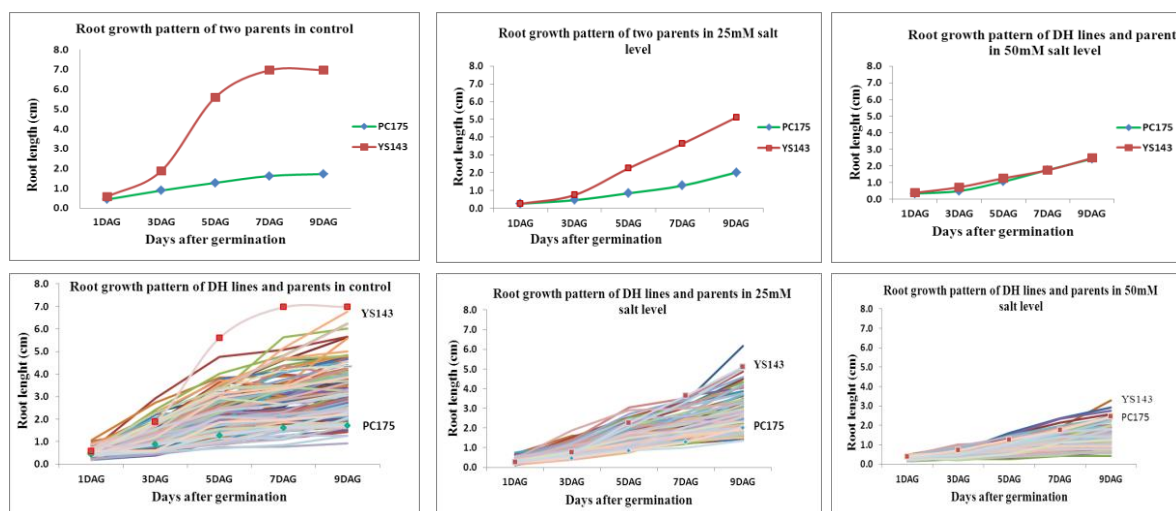 Root growth pattern of two parents in control
8.0
7.0
6.0
5.0
4.0
3.0
2.0
1.0
0.0
Root length (cm)
PC175
YS143
1DAG 3DAG 5DAG 7DAG 9DAG
Days after germination
Root growth pattern of two parents in 25mM salt
level
8.0
7.0
6.0
5.0
4.0
3.0
2.0
1.0
0.0
Root length (cm)
PC175
YS143
1DAG 3DAG 5DAG 7DAG 9DAG
Days after germination
Root growth pattern of DH lines and parent
in 50mM salt level
8.0
7.0
6.0
5.0
4.0
3.0
2.0
1.0
0.0
Root lenght (cm)
PC175
YS143
1DAG 3DAG 5DAG 7DAG 9DAG
Days after germination
Root growth pattern of DH lines and parents in control
8.0
7.0
6.0
5.0
4.0
3.0
2.0
1.0
0.0
Root lenght (cm)
YS143
PC175
1DAG 3DAG 5DAG 7DAG 9DAG
Days after germination
Root growth pattern of DH lines and parents in 25mM
salt level
8.0
7.0
6.0
5.0
4.0
3.0
2.0
1.0
0.0
Root length (cm)
YS143
PC175
1DAG 3DAG 5DAG 7DAG 9DAG
Days after germination
Root growth pattern of DH lines and parents in 50mM
salt level
8.0
7.0
6.0
5.0
4.0
3.0
2.0
1.0
0.0
Root lenght (cm)
YS143
PC175
1DAG 3DAG 5DAG 7DAG 9DAG
Days after germination